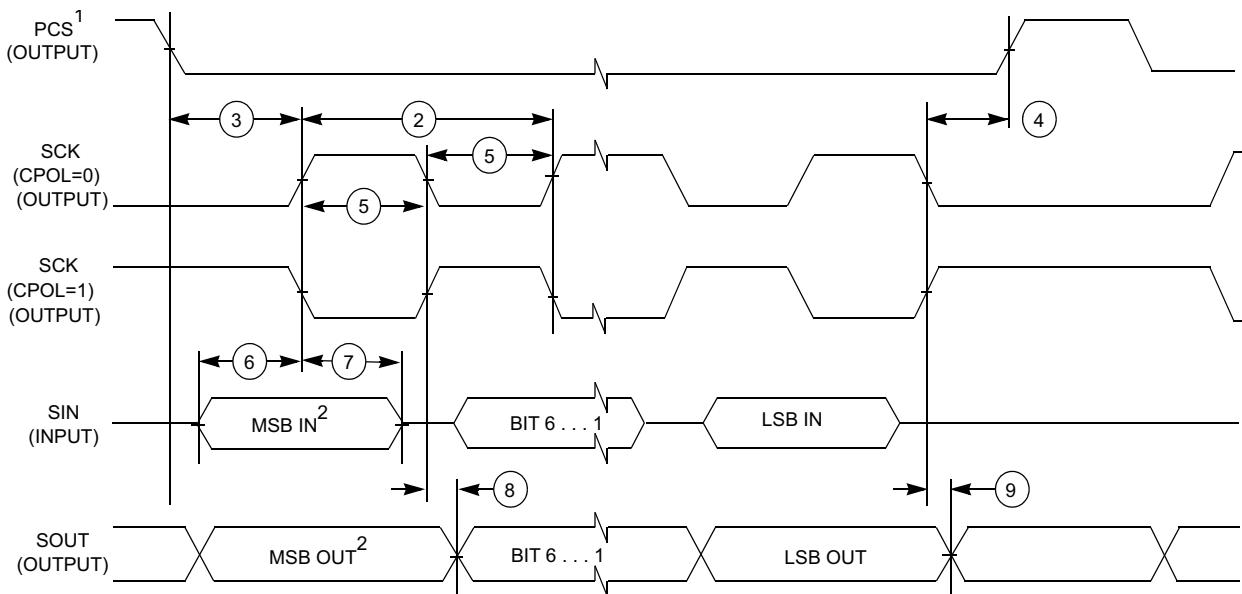 PCS1
(OUTPUT)
3
2
4
SCK
(CPOL=0)
(OUTPUT)
5
5
SCK
(CPOL=1)
(OUTPUT)
6
7
SIN
(INPUT)
MSB IN2
BIT 6 . . . 1
LSB IN
8
9
SOUT
(OUTPUT)
MSB OUT2
BIT 6 . . . 1
LSB OUT